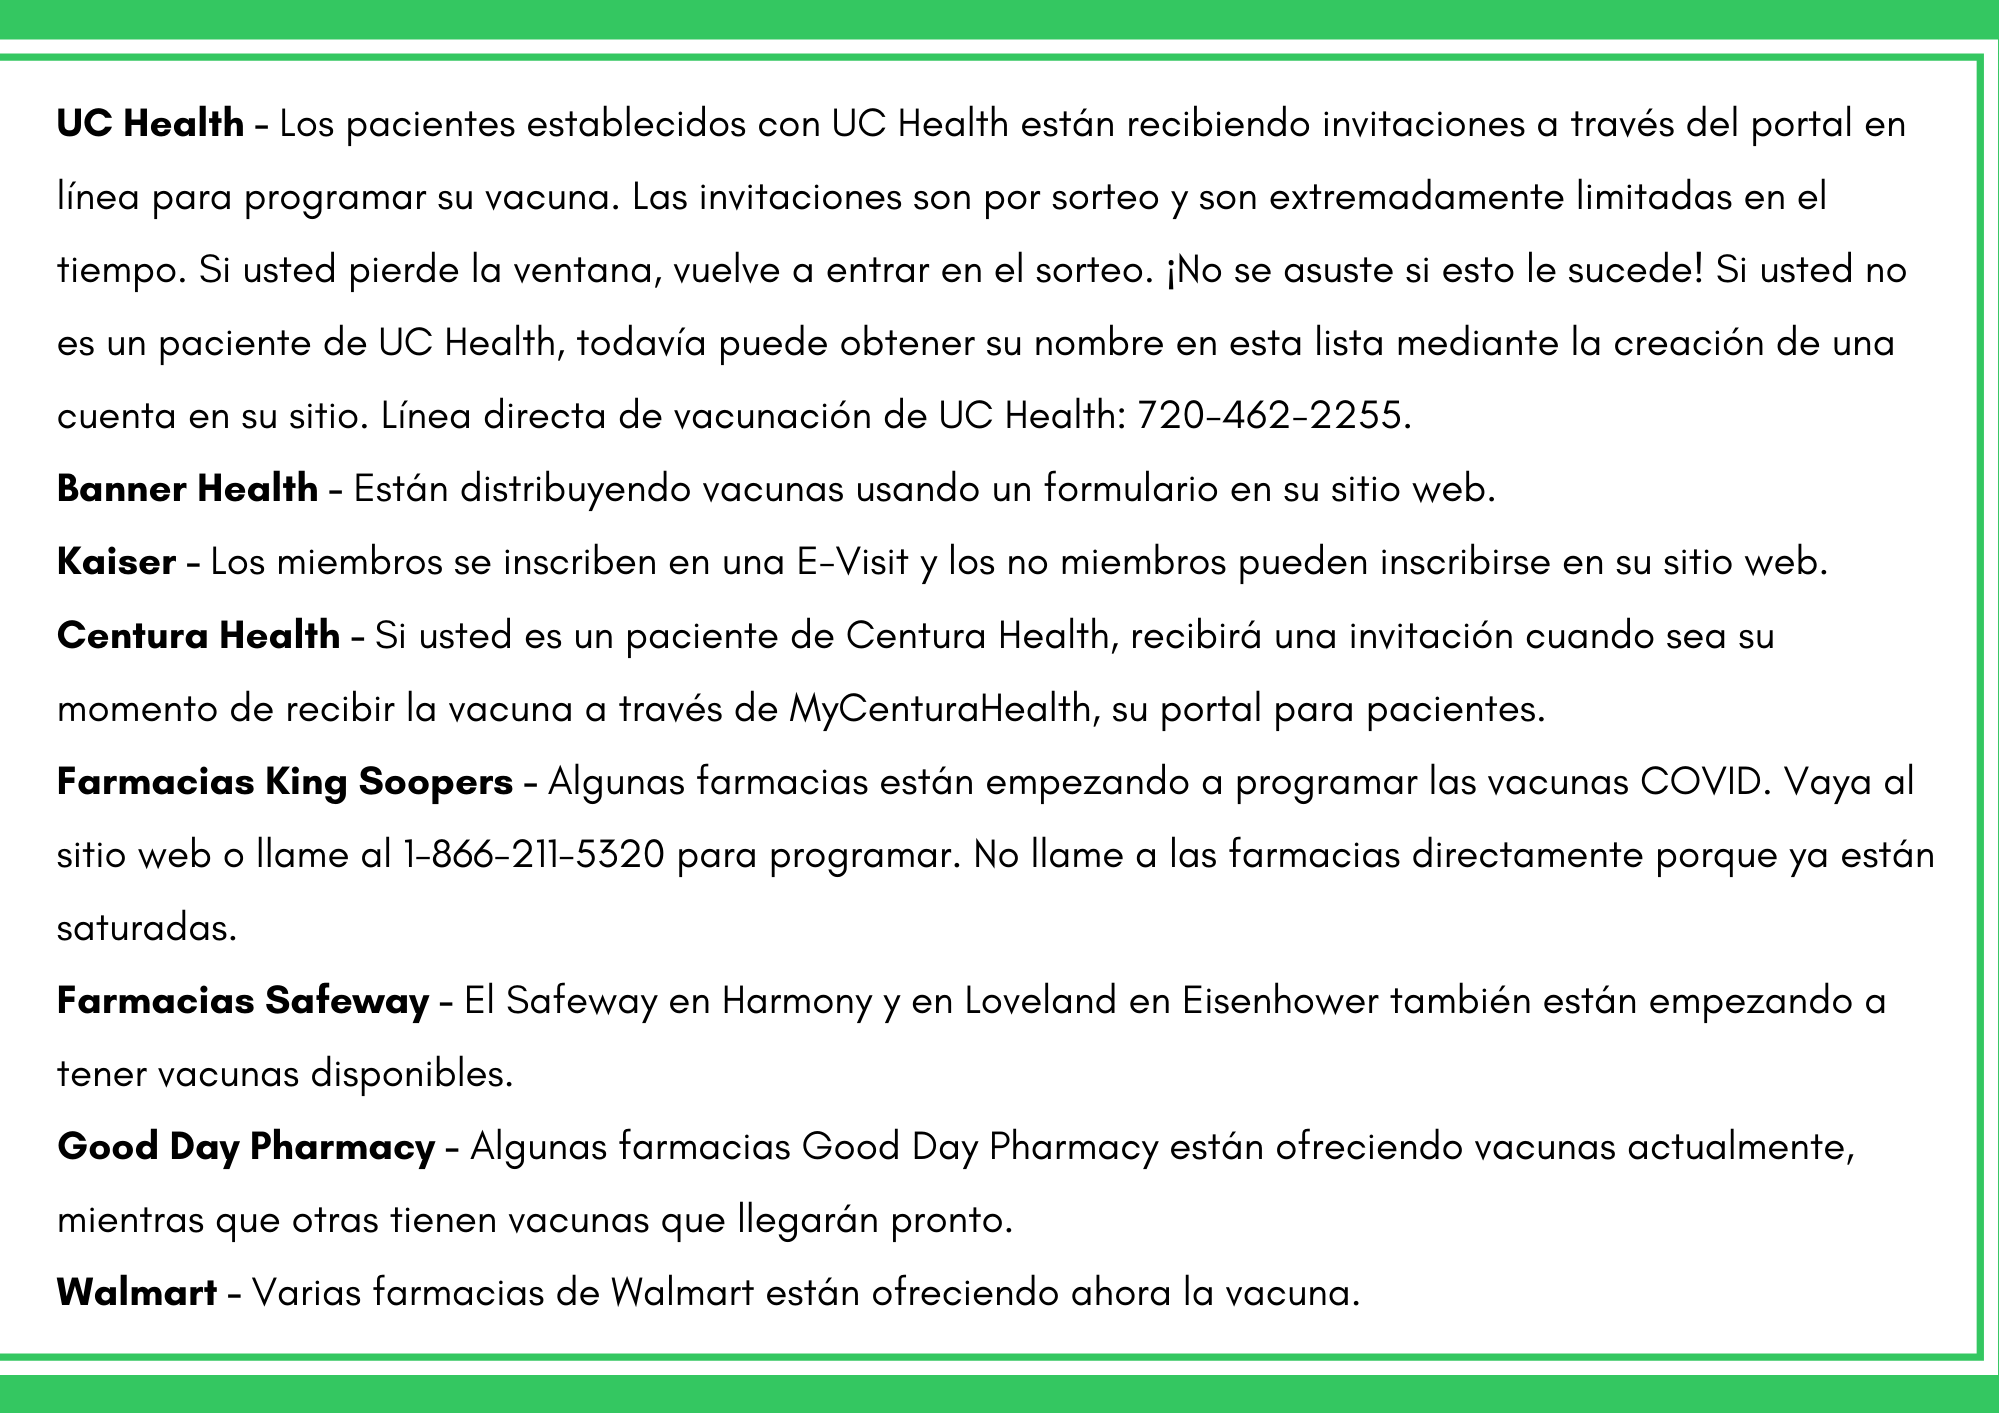 UC Health - Los pacientes establecidos con UC Health están recibiendo invitaciones a través del portal en
línea para programar su vacuna. Las invitaciones son por sorteo y son extremadamente limitadas en el
tiempo. Si usted pierde la ventana, vuelve a entrar en el sorteo. ¡No se asuste si esto le sucede! Si usted no
es un paciente de UC Health, todavía puede obtener su nombre en esta lista mediante la creación de una
cuenta en su sitio. Línea directa de vacunación de UC Health: 720-462-2255.
Banner Health - Están distribuyendo vacunas usando un formulario en su sitio web.
Kaiser - Los miembros se inscriben en una E-Visit y los no miembros pueden inscribirse en su sitio web.
Centura Health - Si usted es un paciente de Centura Health, recibirá una invitación cuando sea su
momento de recibir la vacuna a través de MyCenturaHealth, su portal para pacientes.
Farmacias King Soopers - Algunas farmacias están empezando a programar las vacunas COVID. Vaya al
sitio web o llame al 1-866-211-5320 para programar. No llame a las farmacias directamente porque ya están
saturadas.
Farmacias Safeway - El Safeway en Harmony y en Loveland en Eisenhower también están empezando a
tener vacunas disponibles.
Good Day Pharmacy - Algunas farmacias Good Day Pharmacy están ofreciendo vacunas actualmente,
mientras que otras tienen vacunas que llegarán pronto.
Walmart - Varias farmacias de Walmart están ofreciendo ahora la vacuna.